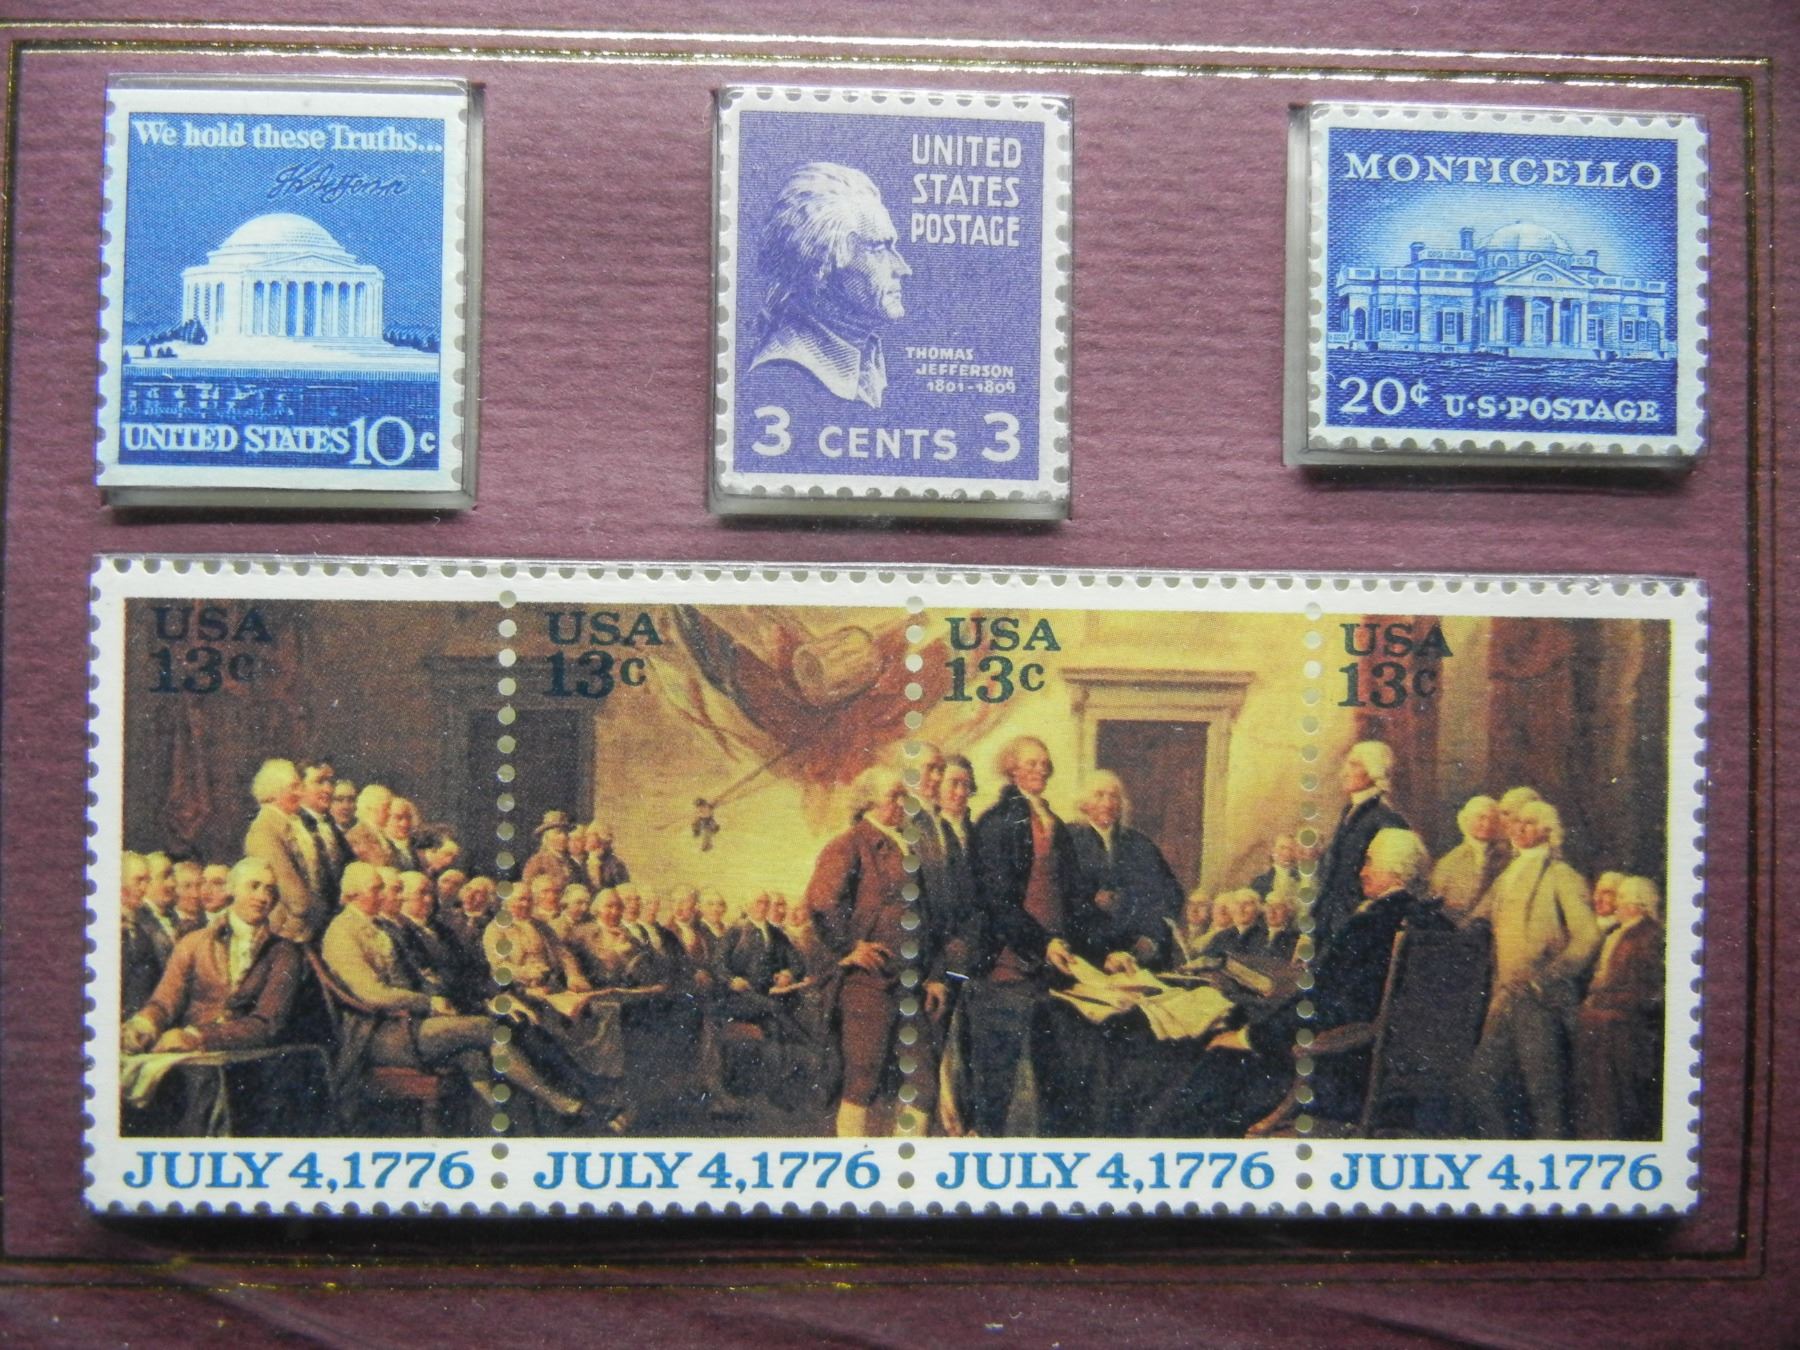 We hold these Truths...
Th Jefferson
UNITED STATES 10c
UNITED
STATES
POSTAGE
THOMAS
JEFFERSON
1801-1809
3 CENTS 3
MONTICELLO
20¢ U·S·POSTAGE
USA
13c
USA
13c
USA
13c
USA
13c
JULY 4,1776
JULY 4,1776
JULY 4,1776
JULY 4,1776